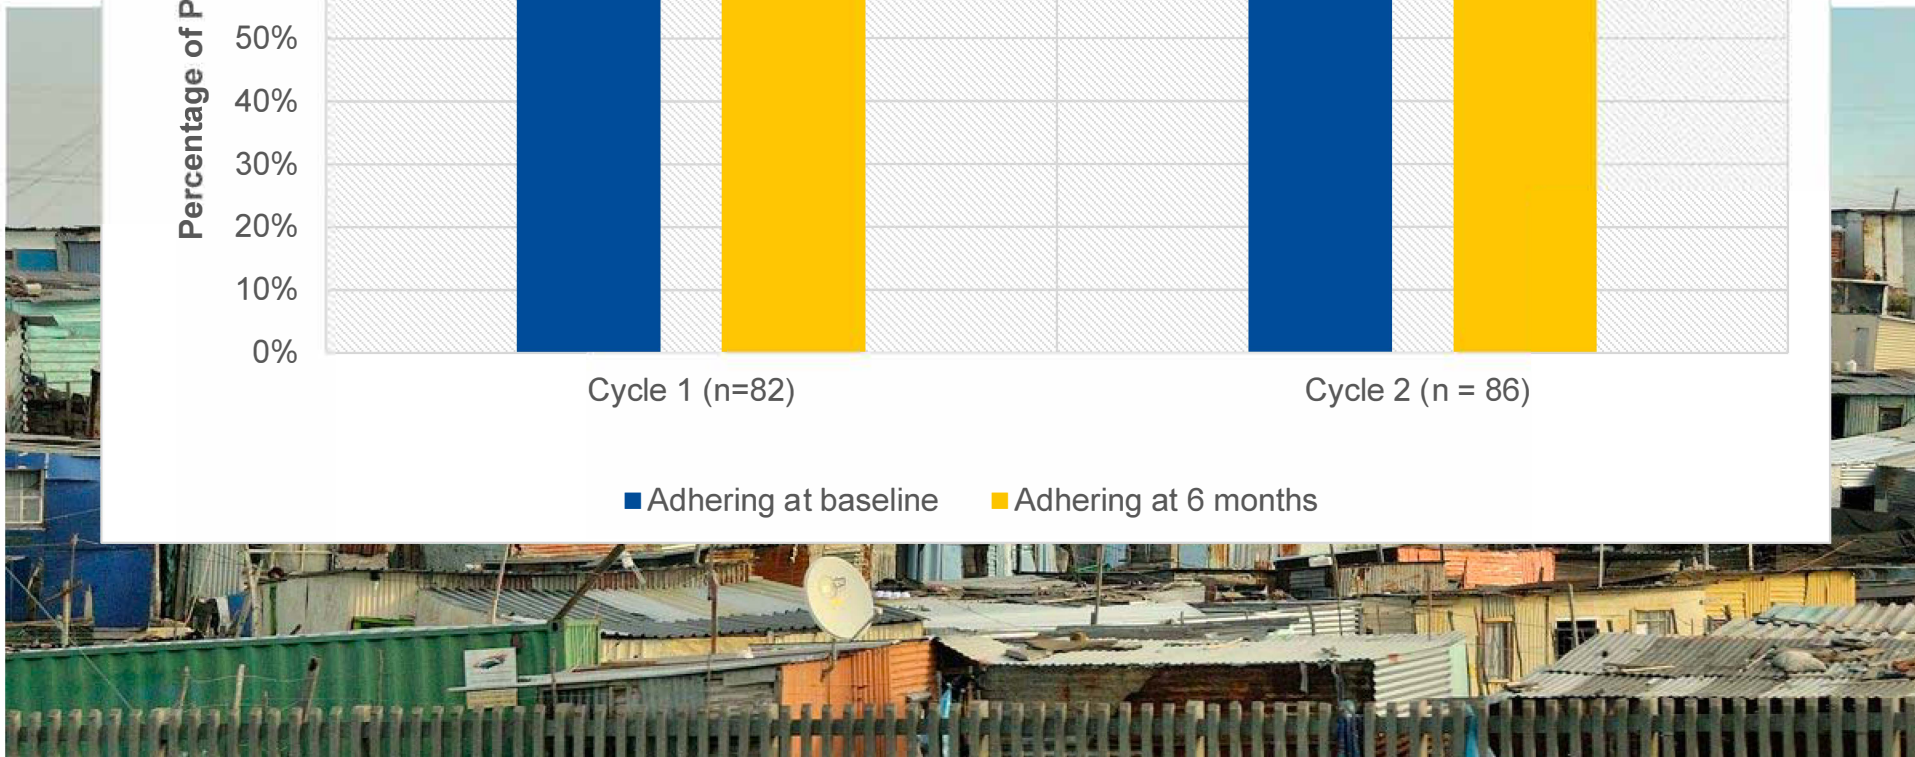 Percentage of P
50%
40%
30%
20%
10%
0%
Cycle 1 (n=82)
Cycle 2 (n = 86)
Adhering at baseline
Adhering at 6 months